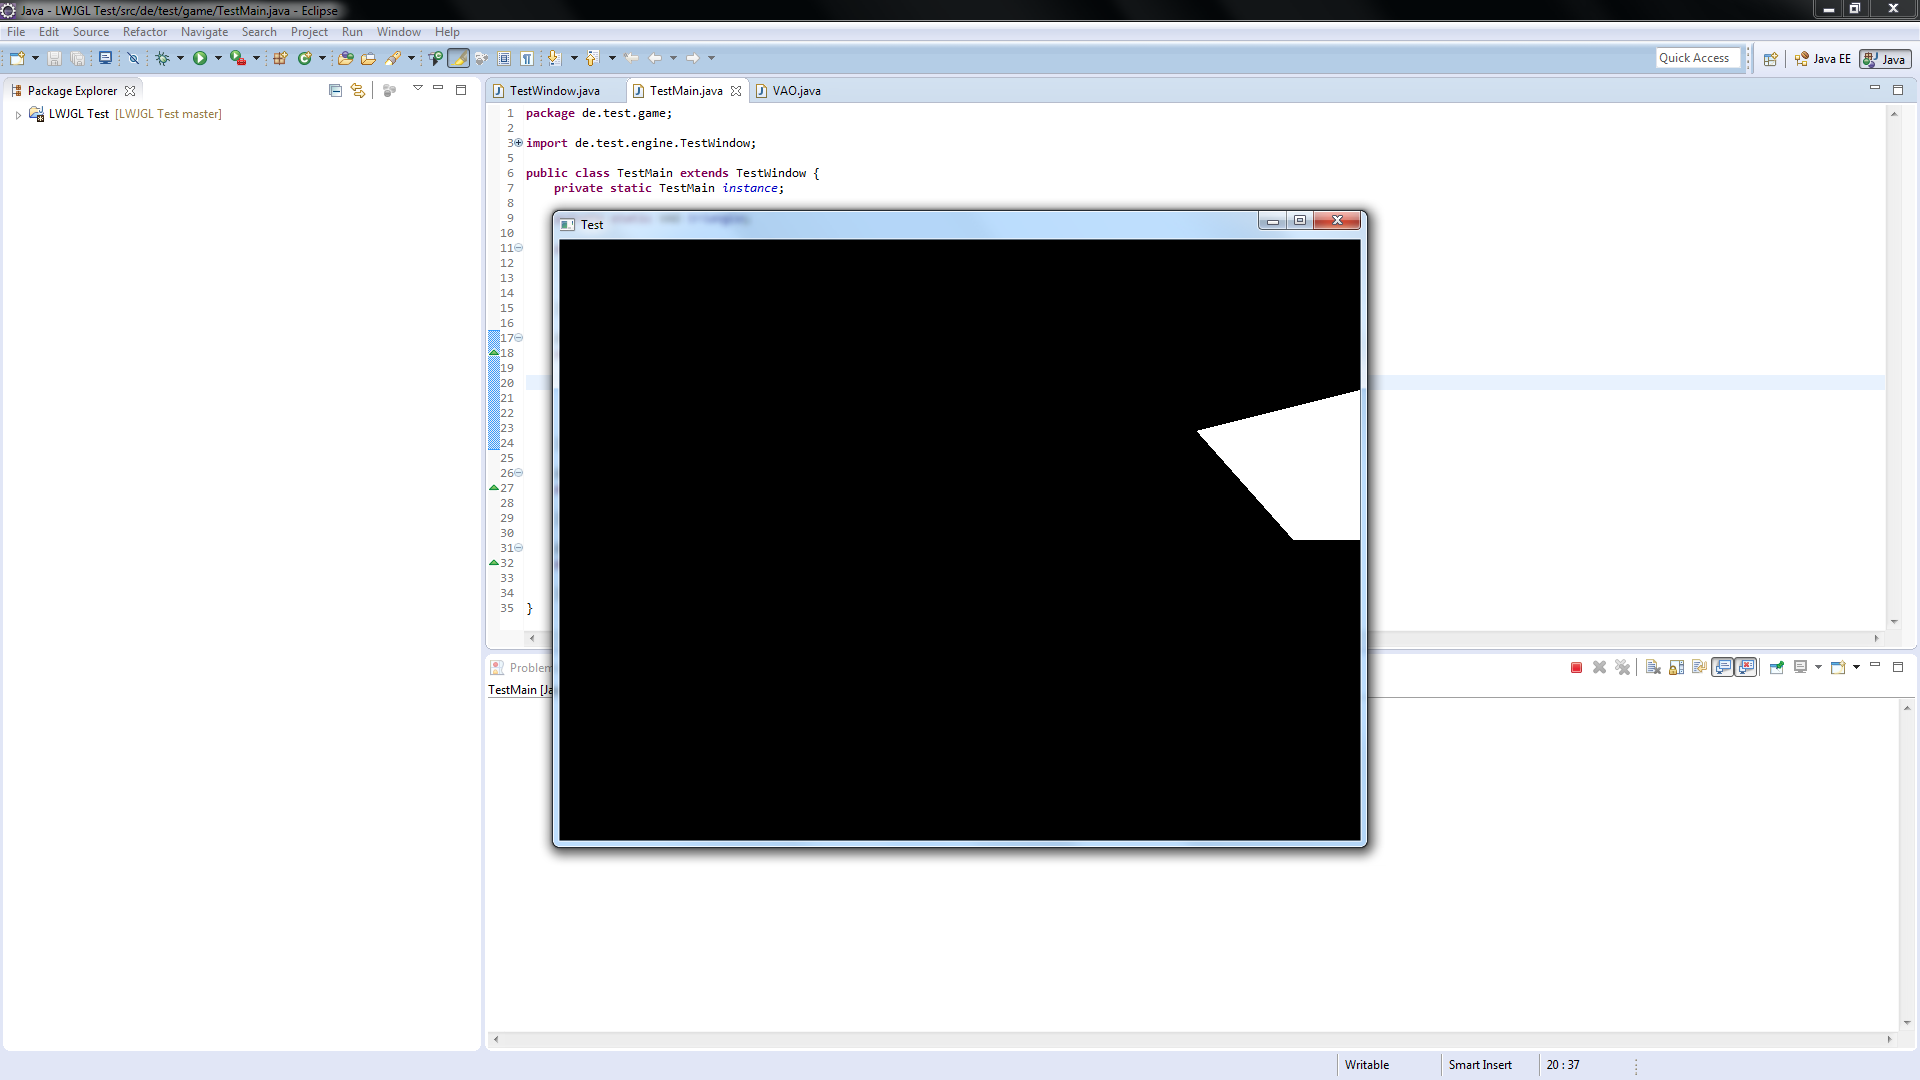 Java - LWJGL Test/src/de/test/game/TestMain.java - Eclipse
File Edit Source Refactor Navigate Search Project Run Window Help
Quick Access Java EE Java
Package Explorer
LWJGL Test [LWJGL Test master]
TestWindow.java TestMain.java VAO.java
1 package de.test.game;
2
3 import de.test.engine.TestWindow;
5
6 public class TestMain extends TestWindow {
7 private static TestMain instance;
8
9
10
11
12
13
14
15
16
17
18
19
20
21
22
23
24
25
26
27
28
29
30
31
32
33
34
35 }
Test
Problem
TestMain [Ja
Writable Smart Insert 20 : 37